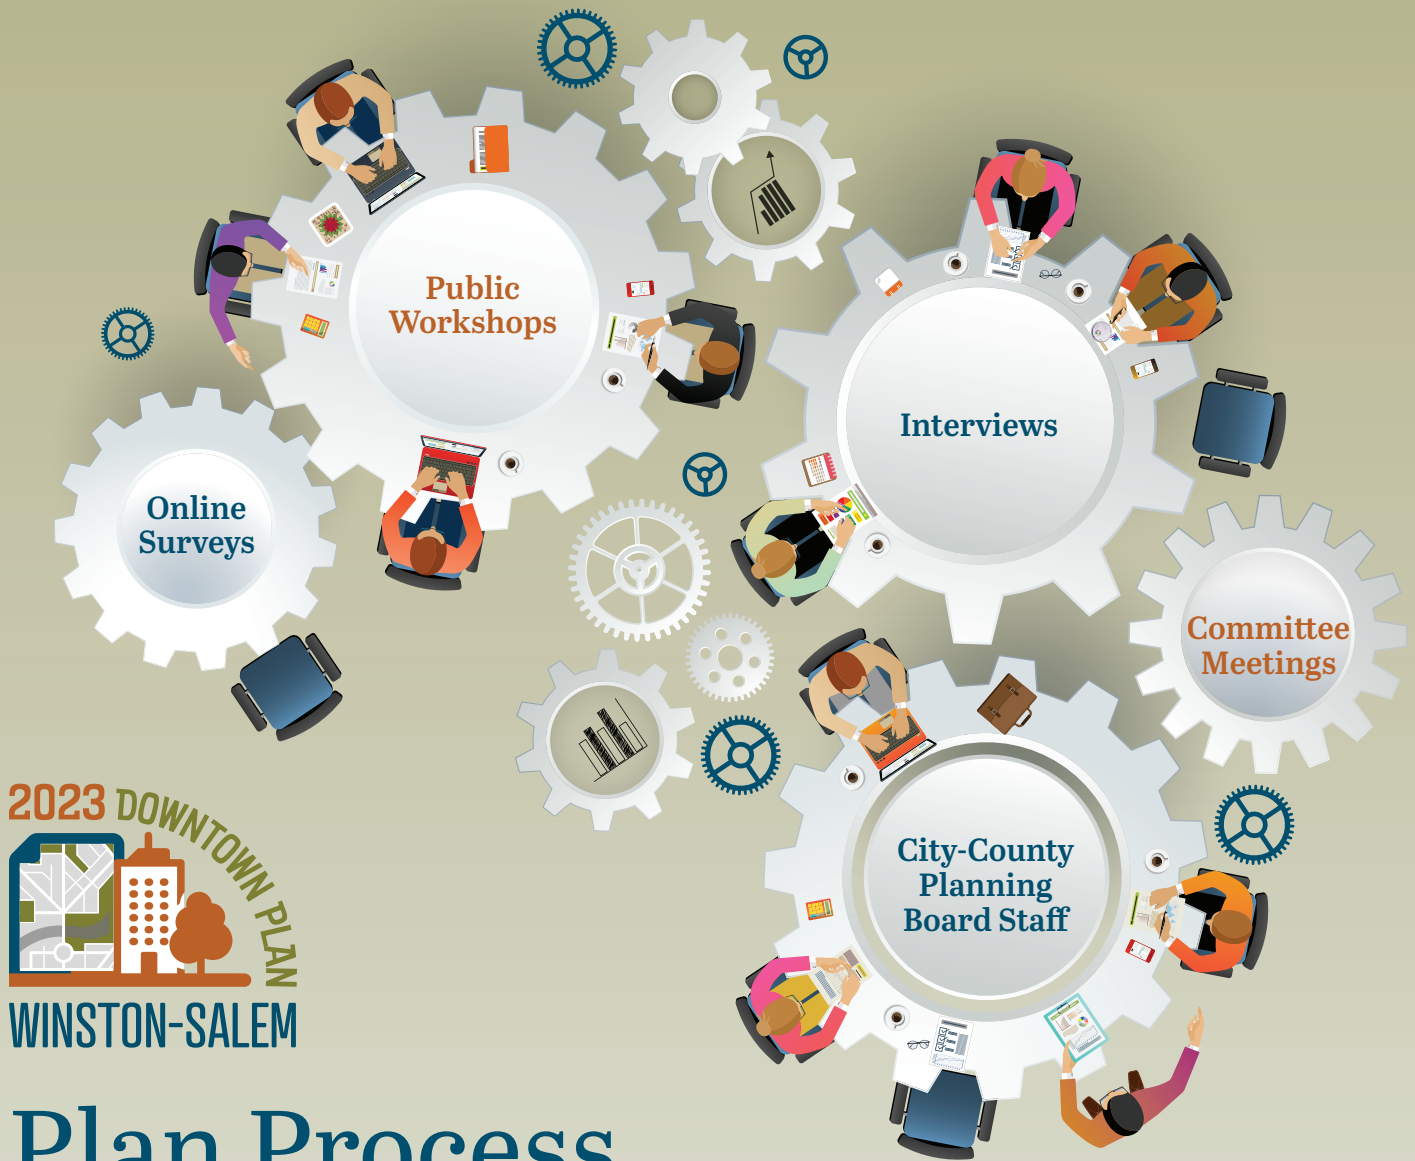 Public
Workshops
Interviews
Online
Surveys
Committee
Meetings
City-County
Planning
Board Staff
2023 DOWNTOWN PLAN
WINSTON-SALEM
Plan Process